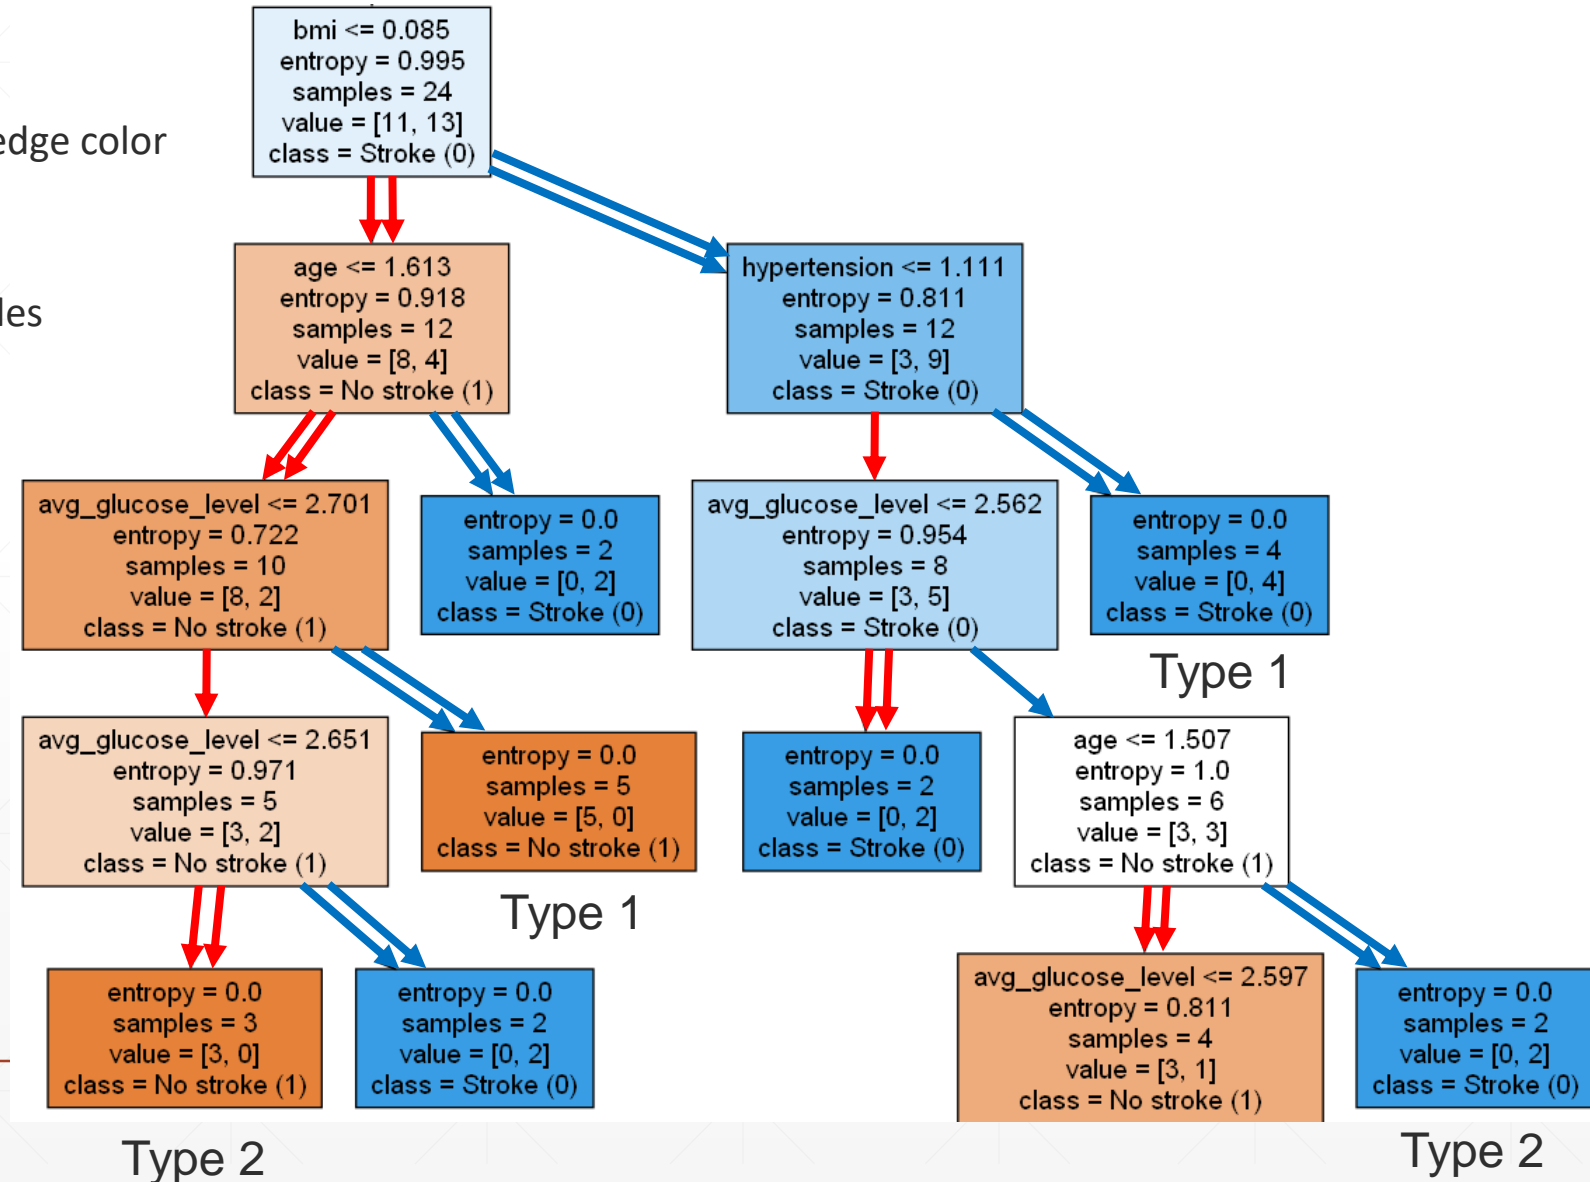 bmi <= 0.085
entropy = 0.995
samples = 24
value = [11, 13]
class = Stroke (0)
edge color
age <= 1.613
entropy = 0.918
samples = 12
value = [8, 4]
class = No stroke (1)
hypertension <= 1.111
entropy = 0.811
samples = 12
value = [3, 9]
class = Stroke (0)
avg_glucose_level <= 2.701
entropy = 0.722
samples = 10
value = [8, 2]
class = No stroke (1)
entropy = 0.0
samples = 2
value = [0, 2]
class = Stroke (0)
avg_glucose_level <= 2.562
entropy = 0.954
samples = 8
value = [3, 5]
class = Stroke (0)
entropy = 0.0
samples = 4
value = [0, 4]
class = Stroke (0)
Type 1
avg_glucose_level <= 2.651
entropy = 0.971
samples = 5
value = [3, 2]
class = No stroke (1)
entropy = 0.0
samples = 5
value = [5, 0]
class = No stroke (1)
Type 1
entropy = 0.0
samples = 2
value = [0, 2]
class = Stroke (0)
age <= 1.507
entropy = 1.0
samples = 6
value = [3, 3]
class = No stroke (1)
entropy = 0.0
samples = 3
value = [3, 0]
class = No stroke (1)
Type 2
entropy = 0.0
samples = 2
value = [0, 2]
class = Stroke (0)
avg_glucose_level <= 2.597
entropy = 0.811
samples = 4
value = [3, 1]
class = No stroke (1)
entropy = 0.0
samples = 2
value = [0, 2]
class = Stroke (0)
Type 2